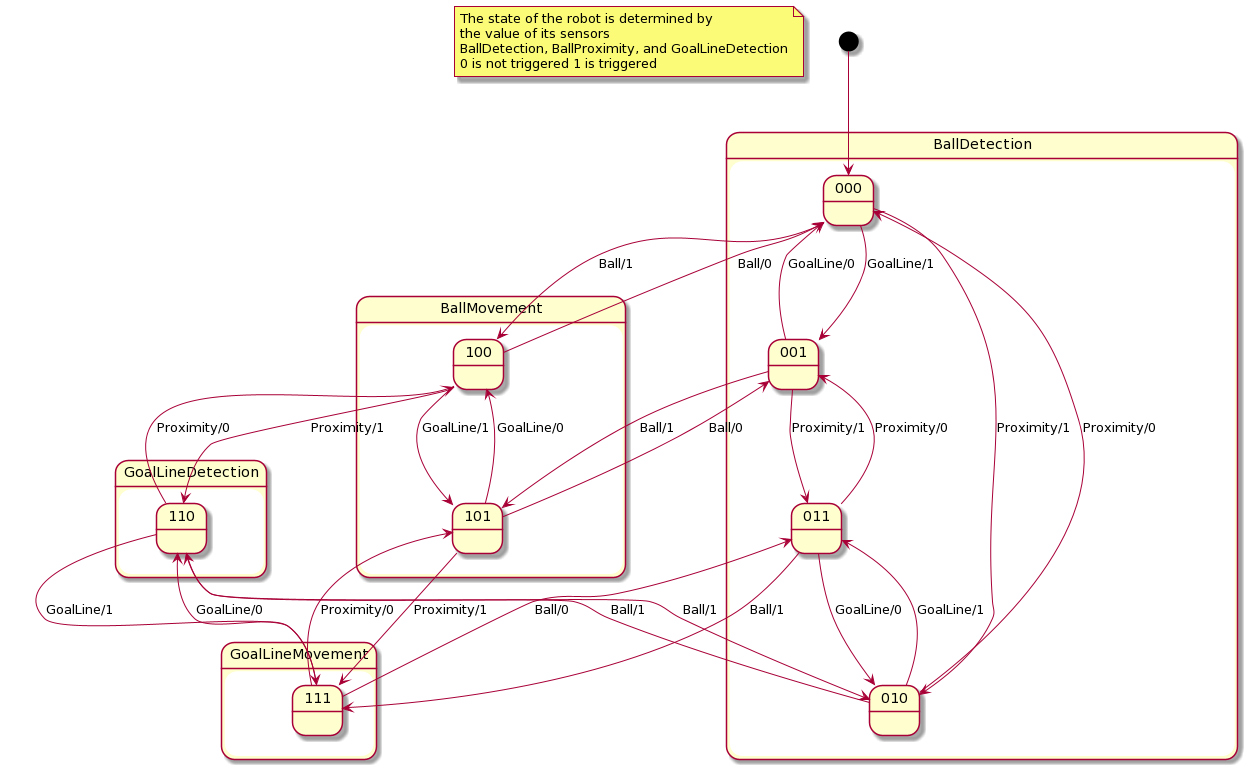 The state of the robot is determined by
the value of its sensors
BallDetection, BallProximity, and GoalLineDetection
0 is not triggered 1 is triggered
BallDetection
000
Ball/1
Ball/0
GoalLine/0
GoalLine/1
BallMovement
100
001
Proximity/0
Proximity/1
GoalLine/1
GoalLine/0
Ball/1
Ball/0
Proximity/1
Proximity/0
Proximity/1
Proximity/0
GoalLineDetection
110
101
011
GoalLine/1
GoalLine/0
Proximity/0
Proximity/1
Ball/0
Ball/1
Ball/1
Ball/1
GoalLine/0
GoalLine/1
GoalLineMovement
111
010